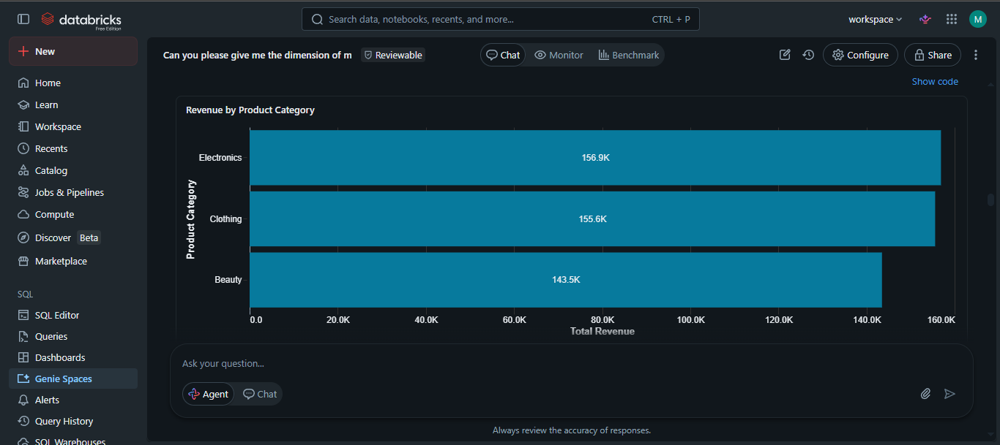 databricks
Free Edition
Search data, notebooks, recents, and more...
CTRL + P
workspace
M
New
Home
Learn
Workspace
Recents
Catalog
Jobs & Pipelines
Compute
Discover Beta
Marketplace
SQL
SQL Editor
Queries
Dashboards
Genie Spaces
Alerts
Query History
SQL Warehouses
Can you please give me the dimension of m
Reviewable
Chat
Monitor
Benchmark
Configure
Share
Show code
Revenue by Product Category
Product Category
Electronics
156.9K
Clothing
155.6K
Beauty
143.5K
0.0 20.0K 40.0K 60.0K 80.0K 100.0K 120.0K 140.0K 160.0K
Total Revenue
Ask your question...
Agent
Chat
Always review the accuracy of responses.